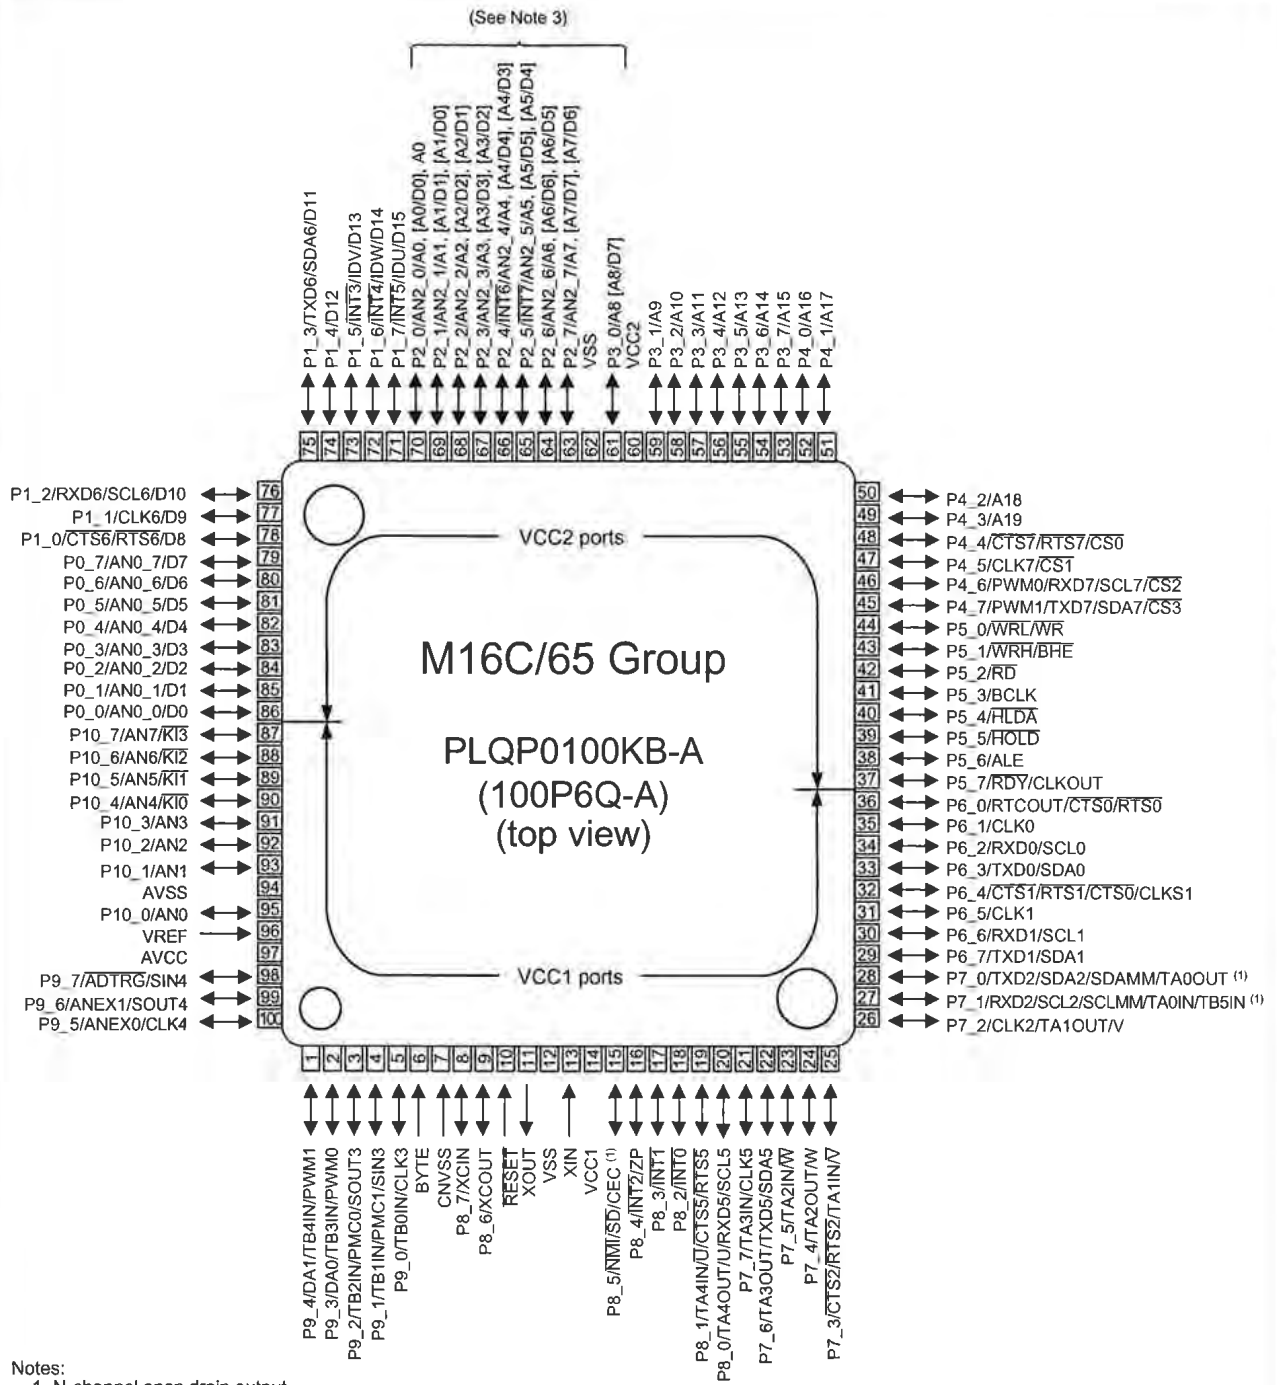 (See Note 3)
P1_3/TXD6/SDA6/D11
P1_4/D12
P1_5/INT3/IDV/D13
P1_6/INT4/IDW/D14
P1_7/INT5/IDU/D15
P2_0/AN2_0/A0, [A0/D0], A0
P2_1/AN2_1/A1, [A1/D1], [A1/D0]
P2_2/AN2_2/A2, [A2/D2], [A2/D1]
P2_3/AN2_3/A3, [A3/D3], [A3/D2]
P2_4/INT6/AN2_4/A4, [A4/D4], [A4/D3]
P2_5/INT7/AN2_5/A5, [A5/D5], [A5/D4]
P2_6/AN2_6/A6, [A6/D6], [A6/D5]
P2_7/AN2_7/A7, [A7/D7], [A7/D6]
VSS
P3_0/A8 [A8/D7]
VCC2
P3_1/A9
P3_2/A10
P3_3/A11
P3_4/A12
P3_5/A13
P3_6/A14
P3_7/A15
P4_0/A16
P4_1/A17
75 74 73 72 71 70 69 68 67 66 65 64 63 62 61 60 59 58 57 56 55 54 53 52 51
P1_2/RXD6/SCL6/D10 76
P1_1/CLK6/D9 77
P1_0/CTS6/RTS6/D8 78
P0_7/AN0_7/D7 79
P0_6/AN0_6/D6 80
P0_5/AN0_5/D5 81
P0_4/AN0_4/D4 82
P0_3/AN0_3/D3 83
P0_2/AN0_2/D2 84
P0_1/AN0_1/D1 85
P0_0/AN0_0/D0 86
P10_7/AN7/KI3 87
P10_6/AN6/KI2 88
P10_5/AN5/KI1 89
P10_4/AN4/KI0 90
P10_3/AN3 91
P10_2/AN2 92
P10_1/AN1 93
AVSS 94
P10_0/AN0 95
VREF 96
AVCC 97
P9_7/ADTRG/SIN4 98
P9_6/ANEX1/SOUT4 99
P9_5/ANEX0/CLK4 100
VCC2 ports
M16C/65 Group
PLQP0100KB-A
(100P6Q-A)
(top view)
VCC1 ports
50 P4_2/A18
49 P4_3/A19
48 P4_4/CTS7/RTS7/CS0
47 P4_5/CLK7/CS1
46 P4_6/PWM0/RXD7/SCL7/CS2
45 P4_7/PWM1/TXD7/SDA7/CS3
44 P5_0/WRL/WR
43 P5_1/WRH/BHE
42 P5_2/RD
41 P5_3/BCLK
40 P5_4/HLDA
39 P5_5/HOLD
38 P5_6/ALE
37 P5_7/RDY/CLKOUT
36 P6_0/RTCOUT/CTS0/RTS0
35 P6_1/CLK0
34 P6_2/RXD0/SCL0
33 P6_3/TXD0/SDA0
32 P6_4/CTS1/RTS1/CTS0/CLKS1
31 P6_5/CLK1
30 P6_6/RXD1/SCL1
29 P6_7/TXD1/SDA1
28 P7_0/TXD2/SDA2/SDAMM/TA0OUT (1)
27 P7_1/RXD2/SCL2/SCLMM/TA0IN/TB5IN (1)
26 P7_2/CLK2/TA1OUT/V
1 2 3 4 5 6 7 8 9 10 11 12 13 14 15 16 17 18 19 20 21 22 23 24 25
P9_4/DA1/TB4IN/PWM1
P9_3/DA0/TB3IN/PWM0
P9_2/TB2IN/PMC0/SOUT3
P9_1/TB1IN/PMC1/SIN3
P9_0/TB0IN/CLK3
BYTE
CNVSS
P8_7/XCIN
P8_6/XCOUT
RESET
XOUT
VSS
XIN
VCC1
P8_5/NMI/SD/CEC (1)
P8_4/INT2/ZP
P8_3/INT1
P8_2/INT0
P8_1/TA4IN/U/CTS5/RTS5
P8_0/TA4OUT/U/RXD5/SCL5
P7_7/TA3IN/CLK5
P7_6/TA3OUT/TXD5/SDA5
P7_5/TA2IN/W
P7_4/TA2OUT/W
P7_3/CTS2/RTS2/TA1IN/V
Notes:
1. N-channel open drain output